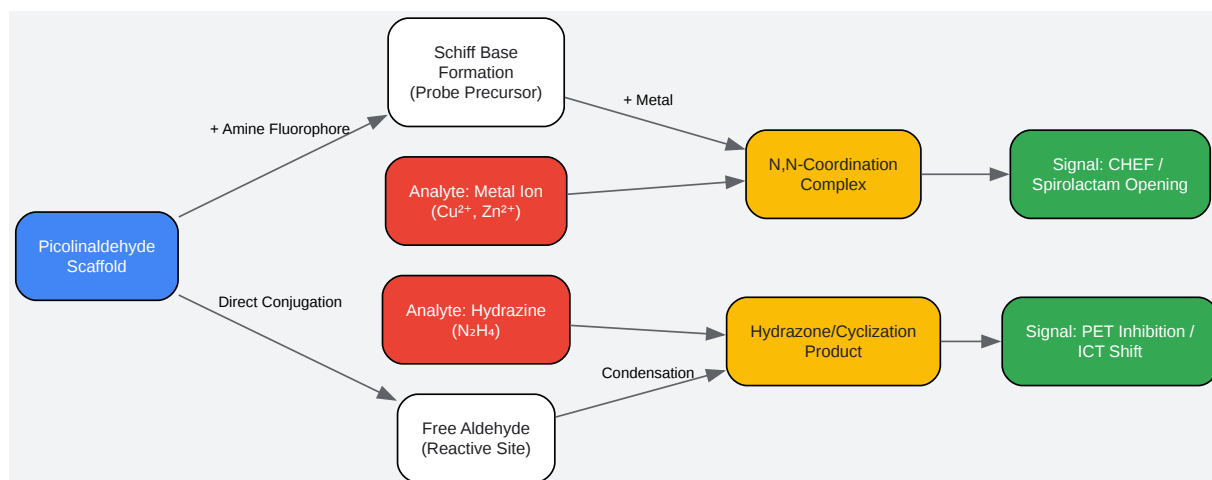 Schiff Base
Formation
(Probe Precursor)
+ Metal
+ Amine Fluorophore
N,N-Coordination
Complex
Signal: CHEF /
Spirolactam Opening
Analyte: Metal Ion
(Cu²⁺, Zn²⁺)
Picolinaldehyde
Scaffold
Direct Conjugation
Analyte: Hydrazine
(N₂H₄)
Hydrazone/Cyclization
Product
Signal: PET Inhibition /
ICT Shift
Condensation
Free Aldehyde
(Reactive Site)